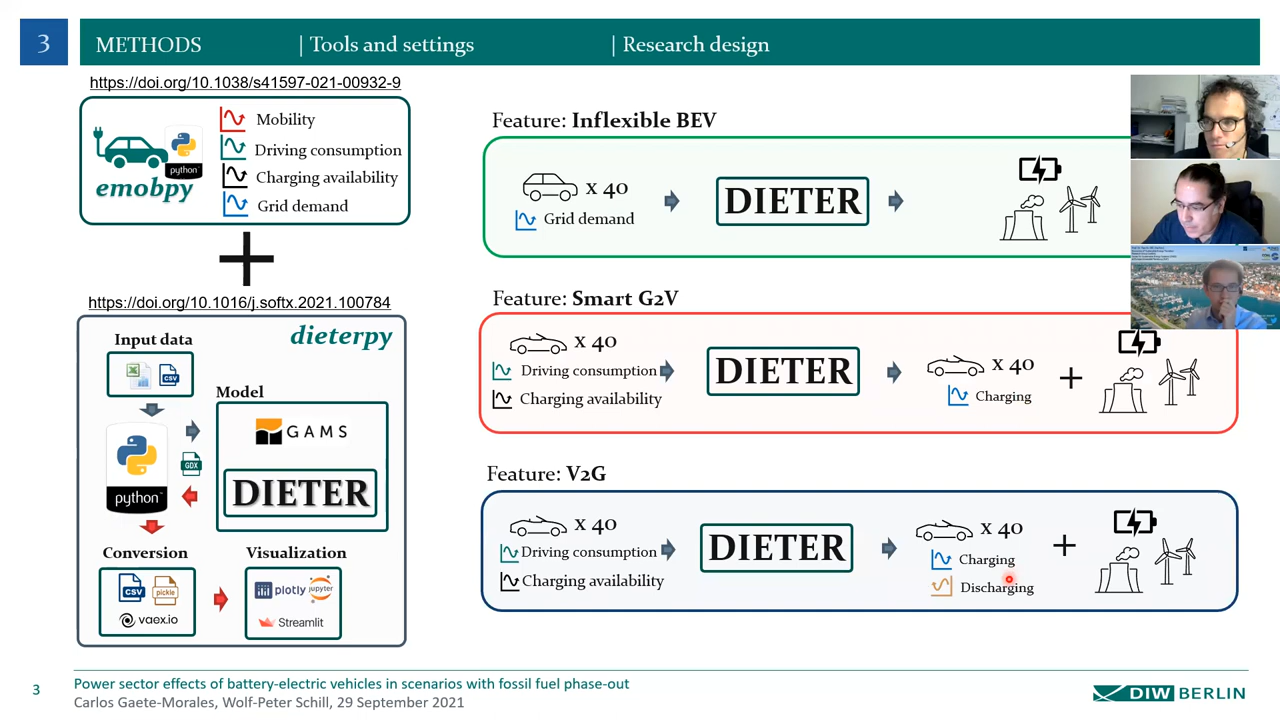 3
METHODS | Tools and settings | Research design
https://doi.org/10.1038/s41597-021-00932-9
emobpy
python
Mobility
Driving consumption
Charging availability
Grid demand
https://doi.org/10.1016/j.softx.2021.100784
dieterpy
Input data
CSV
Model
GAMS
DIETER
GDX
python
Conversion
CSV
pickle
vaex.io
Visualization
plotly
jupyter
Streamlit
Feature: Inflexible BEV
x 40
Grid demand
DIETER
Feature: Smart G2V
x 40
Driving consumption
Charging availability
DIETER
x 40
Charging
+
Feature: V2G
x 40
Driving consumption
Charging availability
DIETER
x 40
Charging
Discharging
+
3
Power sector effects of battery-electric vehicles in scenarios with fossil fuel phase-out
Carlos Gaete-Morales, Wolf-Peter Schill, 29 September 2021
DIW BERLIN